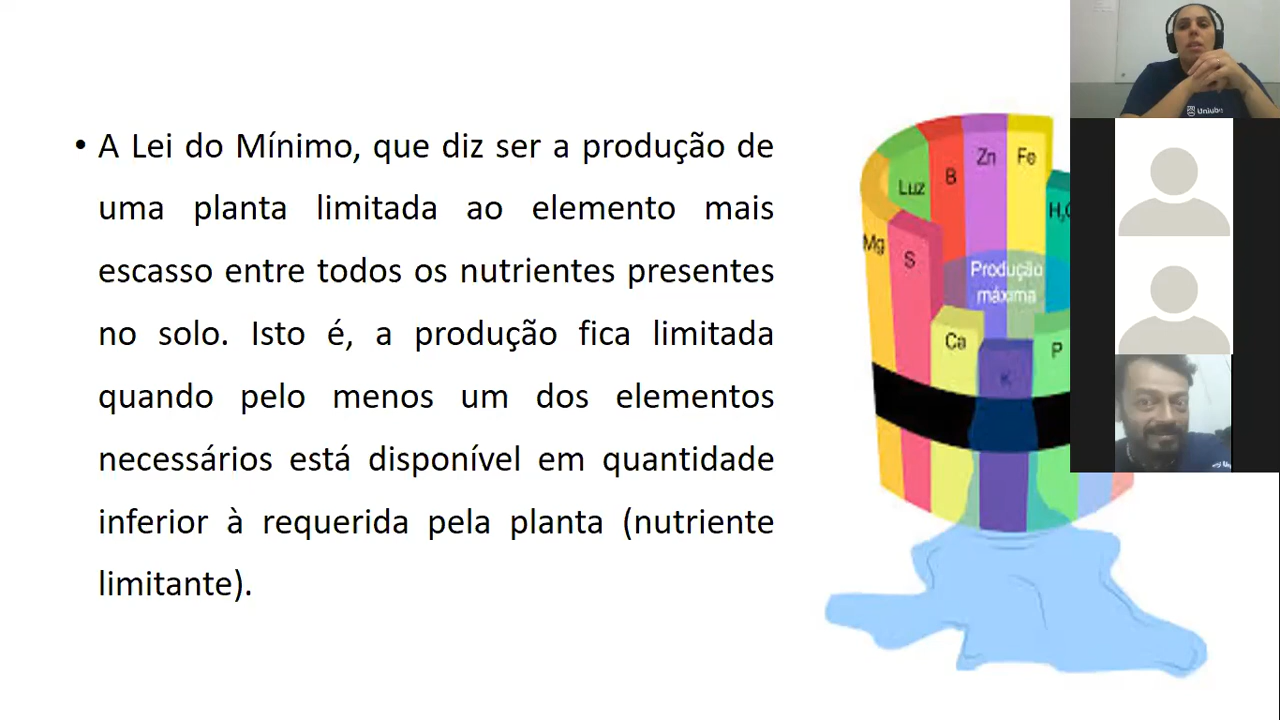 • A Lei do Mínimo, que diz ser a produção de
uma planta limitada ao elemento mais
escasso entre todos os nutrientes presentes
no solo. Isto é, a produção fica limitada
quando pelo menos um dos elementos
necessários está disponível em quantidade
inferior à requerida pela planta (nutriente
limitante).
Luz
B
Zn
Fe
Mg
S
Produção
máxima
Ca
K
P